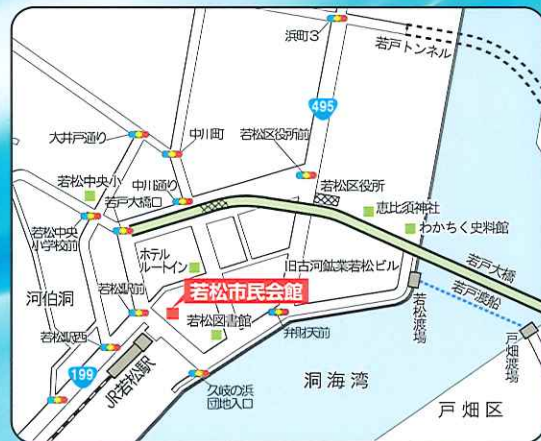 浜町3
若戸トンネル
495
大井戸通り
中川町
若松区役所前
若松中央小
中川通り
若松区役所
恵比須神社
若戸大橋口
わかちく史料館
若松中央
小学校前
ホテル
ルートイン
旧古河鉱業若松ビル
若戸大橋
河伯洞
若松駅前
若松市民会館
若戸渡船
若松渡場
若松図書館
弁財天前
若松駅西
戸畑渡場
JR若松駅
199
久岐の浜
団地入口
洞海湾
戸畑区